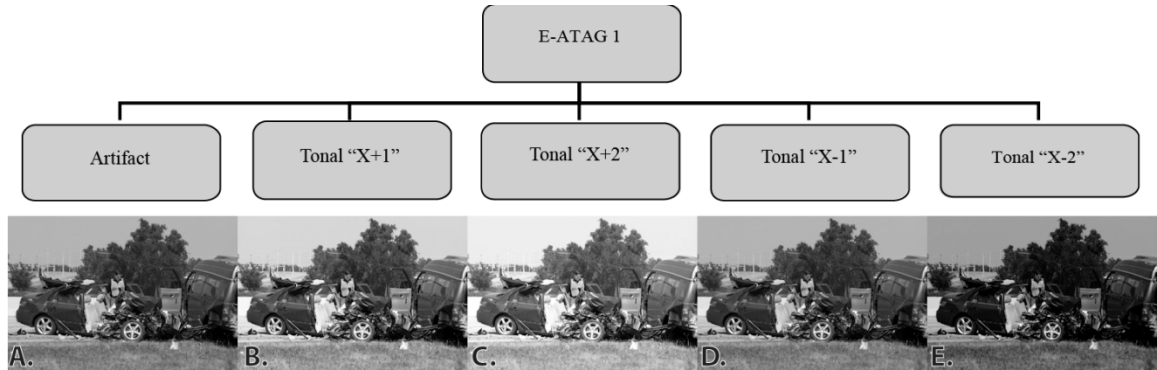 E-ATAG 1
Artifact
Tonal “X+1”
Tonal “X+2”
Tonal “X-1”
Tonal “X-2”
A.
B.
C.
D.
E.